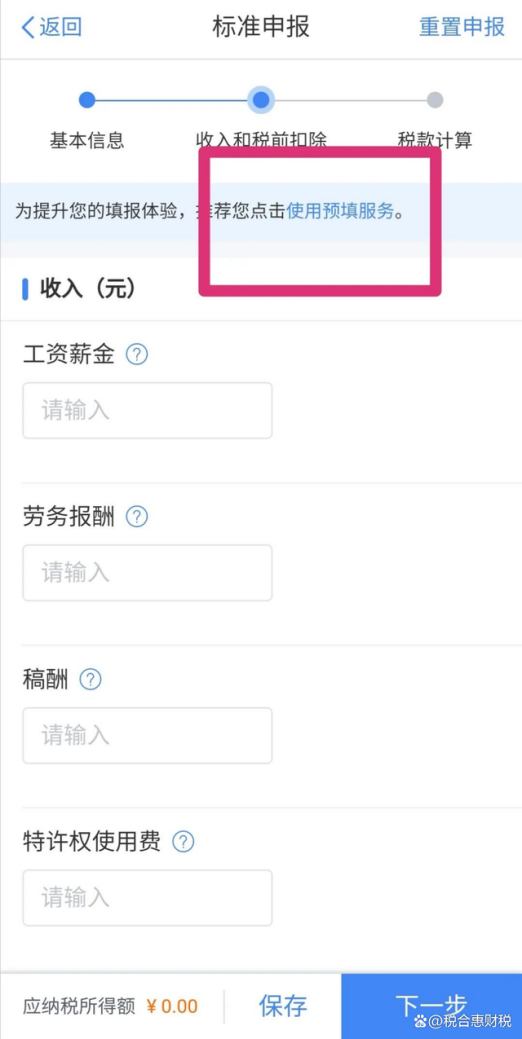 返回 标准申报 重置申报
基本信息 收入和税前扣除 税款计算
为提升您的填报体验，推荐您点击使用预填服务。
收入（元）
工资薪金 ?
请输入
劳务报酬 ?
请输入
稿酬 ?
请输入
特许权使用费 ?
请输入
应纳税所得额 ¥0.00 保存 下一步
@税合惠财税